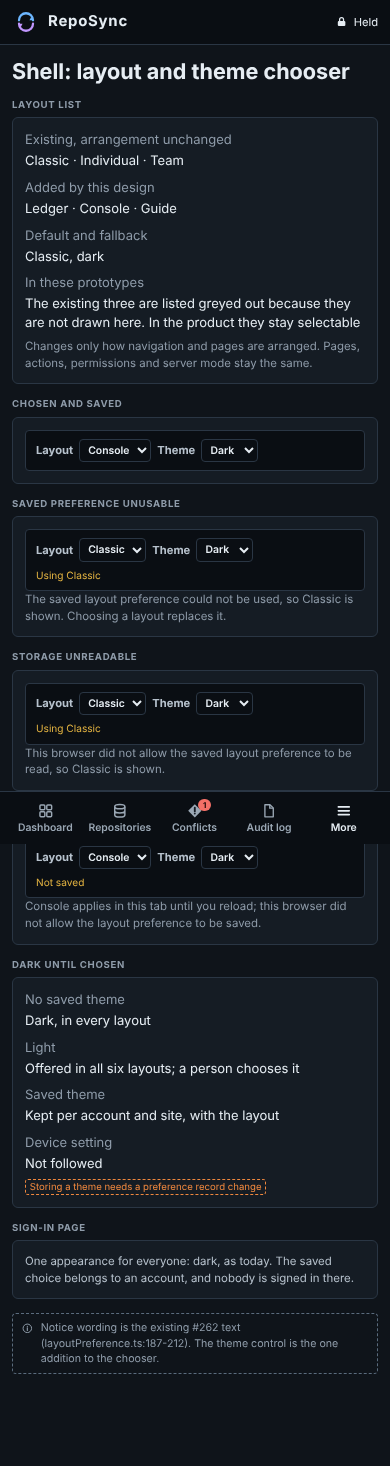 RepoSync
Held
Shell: layout and theme chooser
LAYOUT LIST
Existing, arrangement unchanged
Classic · Individual · Team
Added by this design
Ledger · Console · Guide
Default and fallback
Classic, dark
In these prototypes
The existing three are listed greyed out because they
are not drawn here. In the product they stay selectable
Changes only how navigation and pages are arranged. Pages,
actions, permissions and server mode stay the same.
CHOSEN AND SAVED
Layout Console Theme Dark
SAVED PREFERENCE UNUSABLE
Layout Classic Theme Dark
Using Classic
The saved layout preference could not be used, so Classic is
shown. Choosing a layout replaces it.
STORAGE UNREADABLE
Layout Classic Theme Dark
Using Classic
This browser did not allow the saved layout preference to be
read, so Classic is shown.
1
Dashboard Repositories Conflicts Audit log More
Layout Console Theme Dark
Not saved
Console applies in this tab until you reload; this browser did
not allow the layout preference to be saved.
DARK UNTIL CHOSEN
No saved theme
Dark, in every layout
Light
Offered in all six layouts; a person chooses it
Saved theme
Kept per account and site, with the layout
Device setting
Not followed
Storing a theme needs a preference record change
SIGN-IN PAGE
One appearance for everyone: dark, as today. The saved
choice belongs to an account, and nobody is signed in there.
Notice wording is the existing #262 text
(layoutPreference.ts:187-212). The theme control is the one
addition to the chooser.